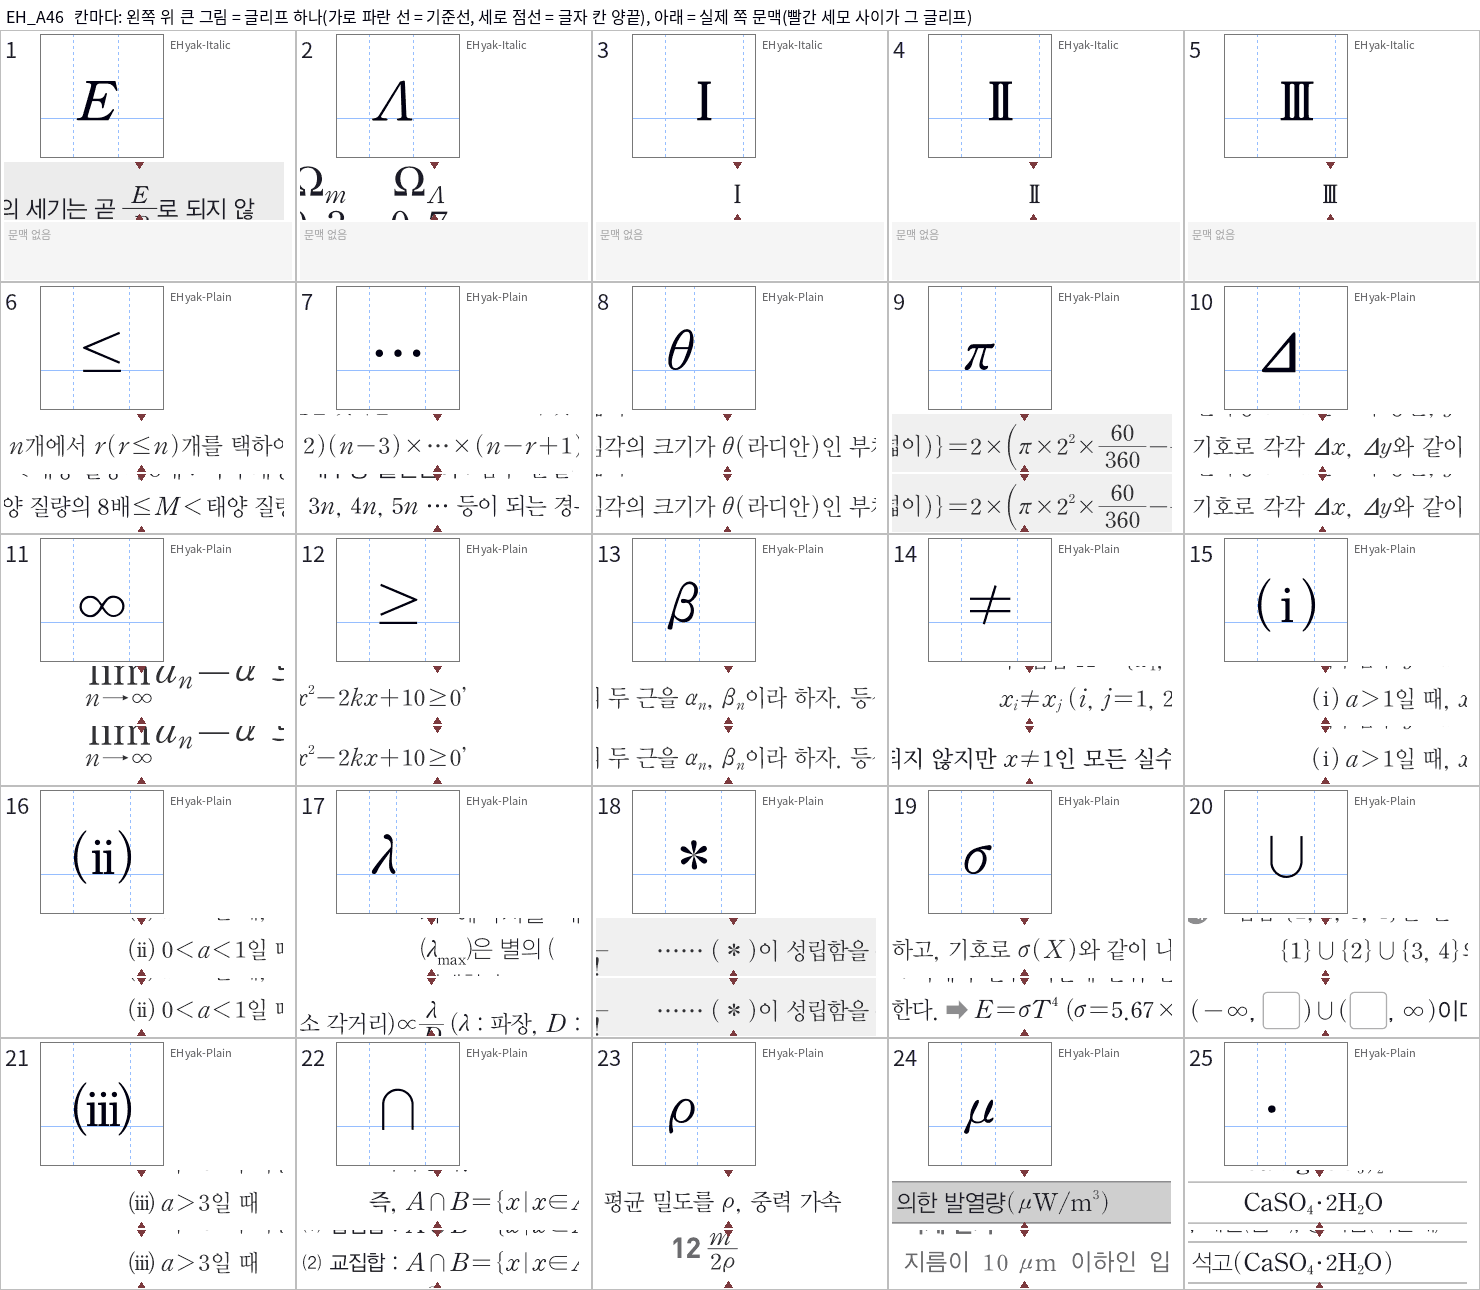 EH_A46 칸마다: 왼쪽 위 큰 그림 = 글리프 하나(가로 파란 선 = 기준선, 세로 점선 = 글자 칸 양끝), 아래 = 실제 쪽 문맥(빨간 세모 사이가 그 글리프)
1 EHyak-Italic
E
의 세기는 곧 E로 되지 않
문맥 없음
2 EHyak-Italic
Λ
Ωm ΩΛ
문맥 없음
3 EHyak-Italic
Ⅰ
Ⅰ
문맥 없음
4 EHyak-Italic
Ⅱ
Ⅱ
문맥 없음
5 EHyak-Italic
Ⅲ
Ⅲ
문맥 없음
6 EHyak-Plain
≤
n개에서 r(r≤n)개를 택하
양 질량의 8배≤M<태양 질
7 EHyak-Plain
⋯
2)(n−3)×⋯×(n−r+1)
3n, 4n, 5n ⋯ 등이 되는 경
8 EHyak-Plain
θ
각의 크기가 θ(라디안)인 부
각의 크기가 θ(라디안)인 부
9 EHyak-Plain
π
이)}=2×(π×2²×60/360−
이)}=2×(π×2²×60/360−
10 EHyak-Plain
Δ
기호로 각각 Δx, Δy와 같이
기호로 각각 Δx, Δy와 같이
11 EHyak-Plain
∞
lim aₙ−α
n→∞
lim aₙ−α
n→∞
12 EHyak-Plain
≥
x²−2kx+10≥0’
x²−2kx+10≥0’
13 EHyak-Plain
β
두 근을 αₙ, βₙ이라 하자. 등
두 근을 αₙ, βₙ이라 하자. 등
14 EHyak-Plain
≠
xᵢ≠xⱼ(i, j=1, 2
되지 않지만 x≠1인 모든 실수
15 EHyak-Plain
(ⅰ)
(ⅰ) a>1일 때, x
(ⅰ) a>1일 때, x
16 EHyak-Plain
(ⅱ)
(ⅱ) 0<a<1일 때
(ⅱ) 0<a<1일 때
17 EHyak-Plain
λ
(λmax)은 별의 (
소 각거리)∝λ/D (λ : 파장, D :
18 EHyak-Plain
*
⋯⋯ ( * )이 성립함을
⋯⋯ ( * )이 성립함을
19 EHyak-Plain
σ
하고, 기호로 σ(X)와 같이 나
한다. ➡ E=σT⁴ (σ=5.67×
20 EHyak-Plain
∪
{1}∪{2}∪{3, 4}
(−∞, □)∪(□, ∞)이다
21 EHyak-Plain
(ⅲ)
(ⅲ) a>3일 때
(ⅲ) a>3일 때
22 EHyak-Plain
∩
즉, A∩B={x|x∈A
(2) 교집합 : A∩B={x|x∈A
23 EHyak-Plain
ρ
평균 밀도를 ρ, 중력 가속
12 m/2ρ
24 EHyak-Plain
μ
의한 발열량(μW/m³)
지름이 10 μm 이하인 입
25 EHyak-Plain
·
CaSO₄·2H₂O
석고(CaSO₄·2H₂O)